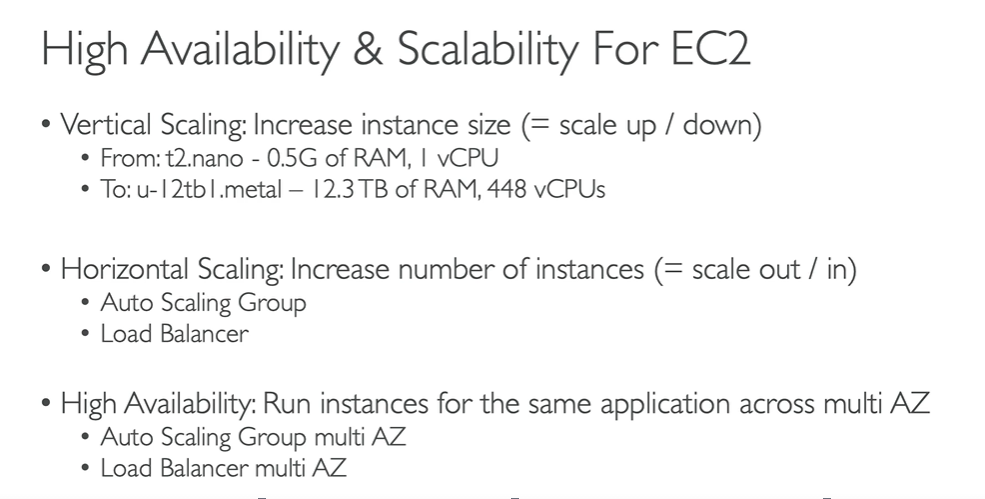 High Availability & Scalability For EC2
• Vertical Scaling: Increase instance size (= scale up / down)
• From: t2.nano - 0.5G of RAM, 1 vCPU
• To: u-12tb1.metal – 12.3 TB of RAM, 448 vCPUs
• Horizontal Scaling: Increase number of instances (= scale out / in)
• Auto Scaling Group
• Load Balancer
• High Availability: Run instances for the same application across multi AZ
• Auto Scaling Group multi AZ
• Load Balancer multi AZ